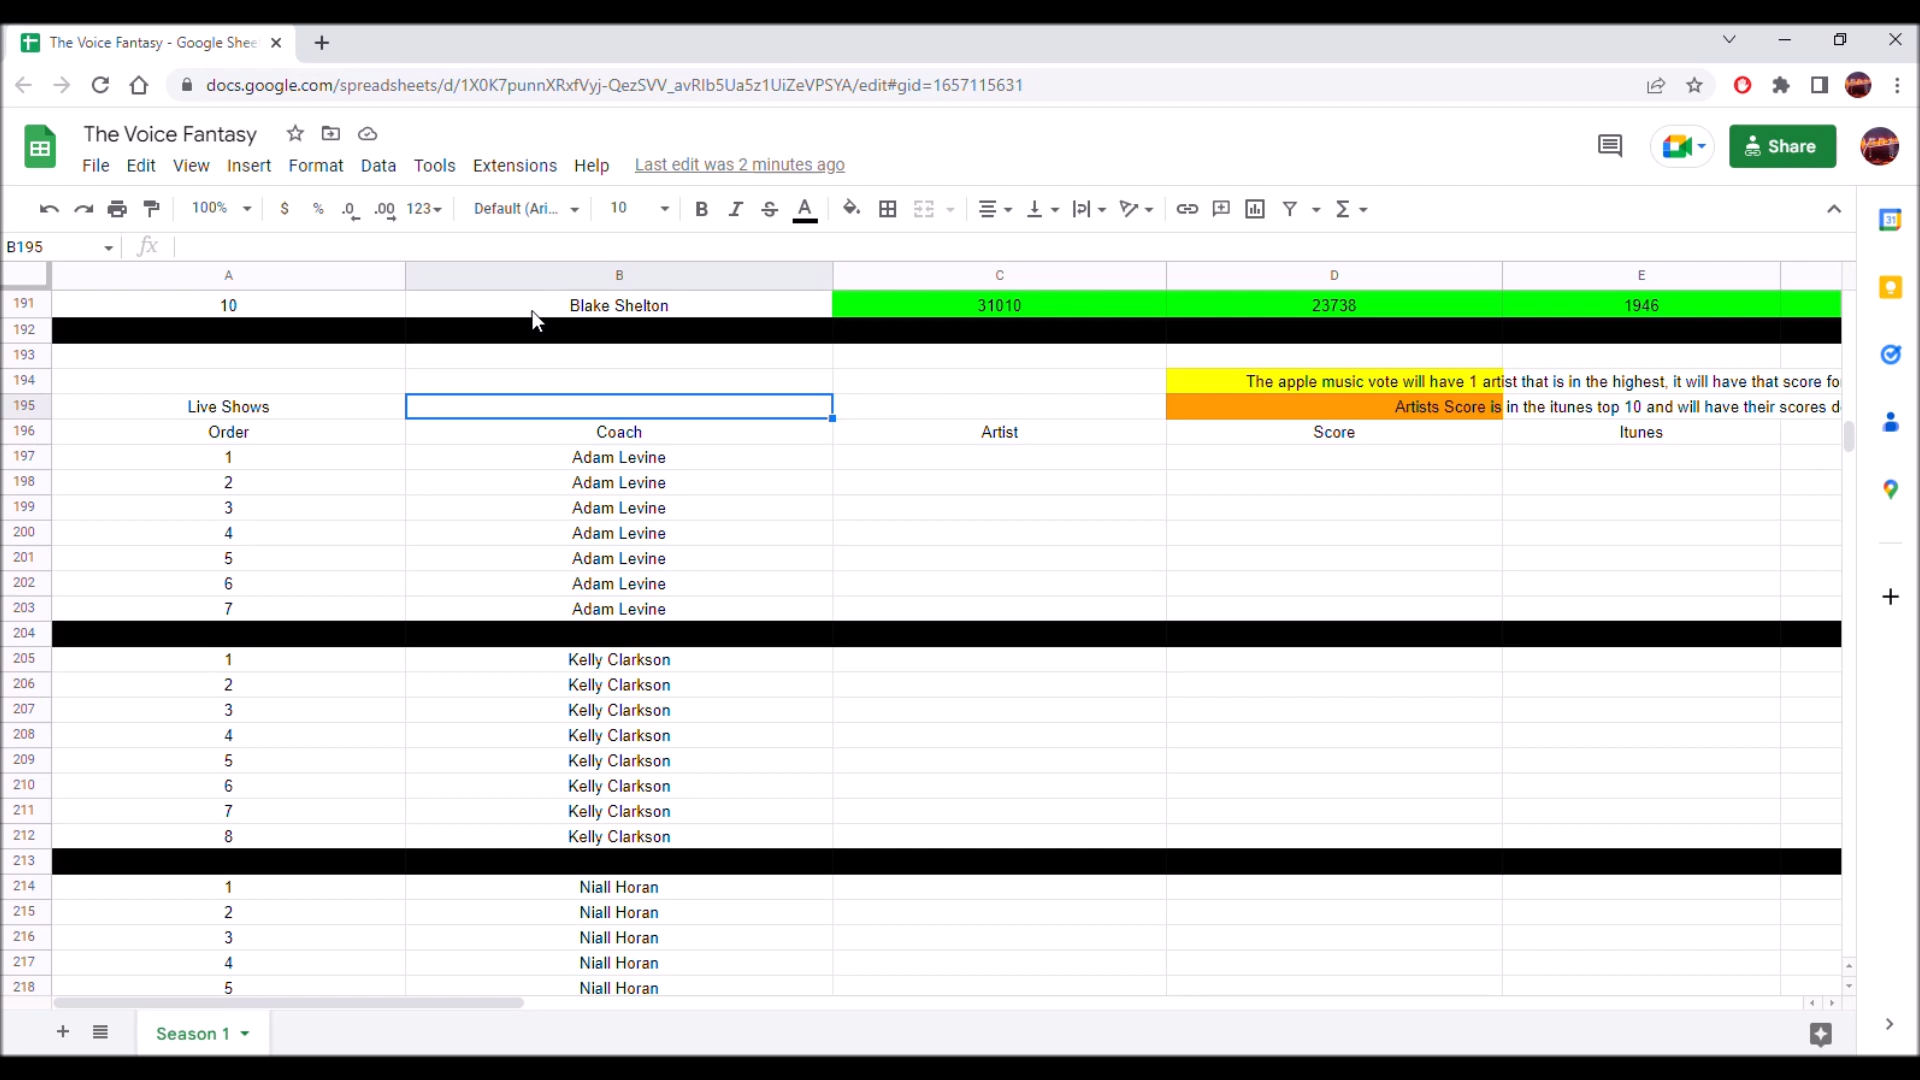 The Voice Fantasy - Google Shee
docs.google.com/spreadsheets/d/1X0K7punnXRxfVyj-QezSVV_avRIb5Ua5z1UiZeVPSYA/edit#gid=1657115631
The Voice Fantasy
File Edit View Insert Format Data Tools Extensions Help Last edit was 2 minutes ago
Share
100% $ % .0 .00 123 Default (Ari... 10 B I S A
31
B195 fx
A B C D E
191 10 Blake Shelton 31010 23738 1946
192
193
194 The apple music vote will have 1 artist that is in the highest, it will have that score fo
195 Live Shows Artists Score is in the itunes top 10 and will have their scores d
196 Order Coach Artist Score Itunes
197 1 Adam Levine
198 2 Adam Levine
199 3 Adam Levine
200 4 Adam Levine
201 5 Adam Levine
202 6 Adam Levine
203 7 Adam Levine
204
205 1 Kelly Clarkson
206 2 Kelly Clarkson
207 3 Kelly Clarkson
208 4 Kelly Clarkson
209 5 Kelly Clarkson
210 6 Kelly Clarkson
211 7 Kelly Clarkson
212 8 Kelly Clarkson
213
214 1 Niall Horan
215 2 Niall Horan
216 3 Niall Horan
217 4 Niall Horan
218 5 Niall Horan
Season 1